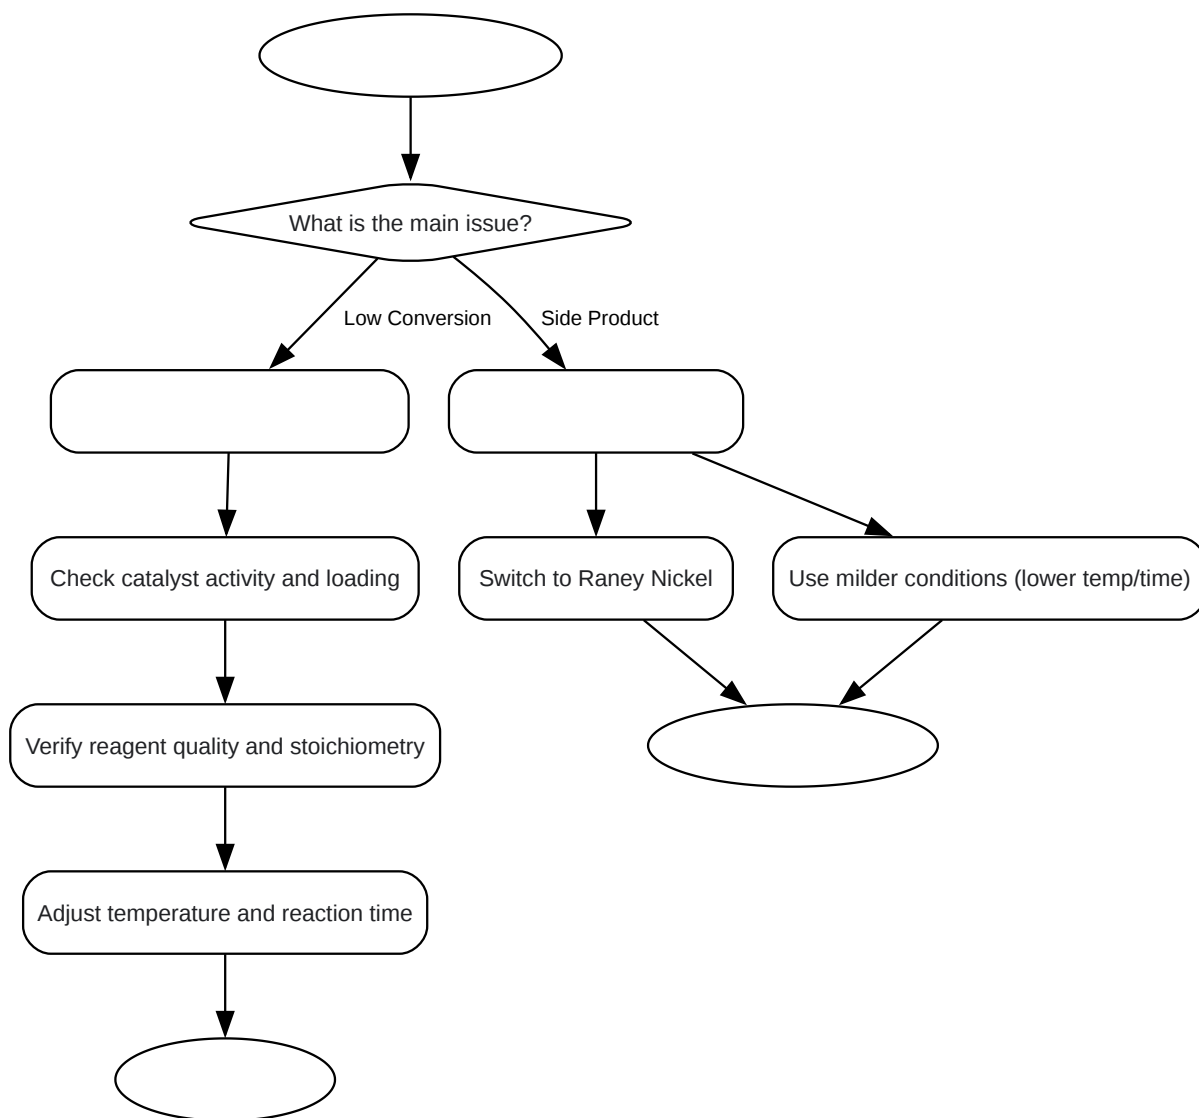 What is the main issue?
Low Conversion
Side Product
Check catalyst activity and loading
Switch to Raney Nickel
Use milder conditions (lower temp/time)
Verify reagent quality and stoichiometry
Adjust temperature and reaction time